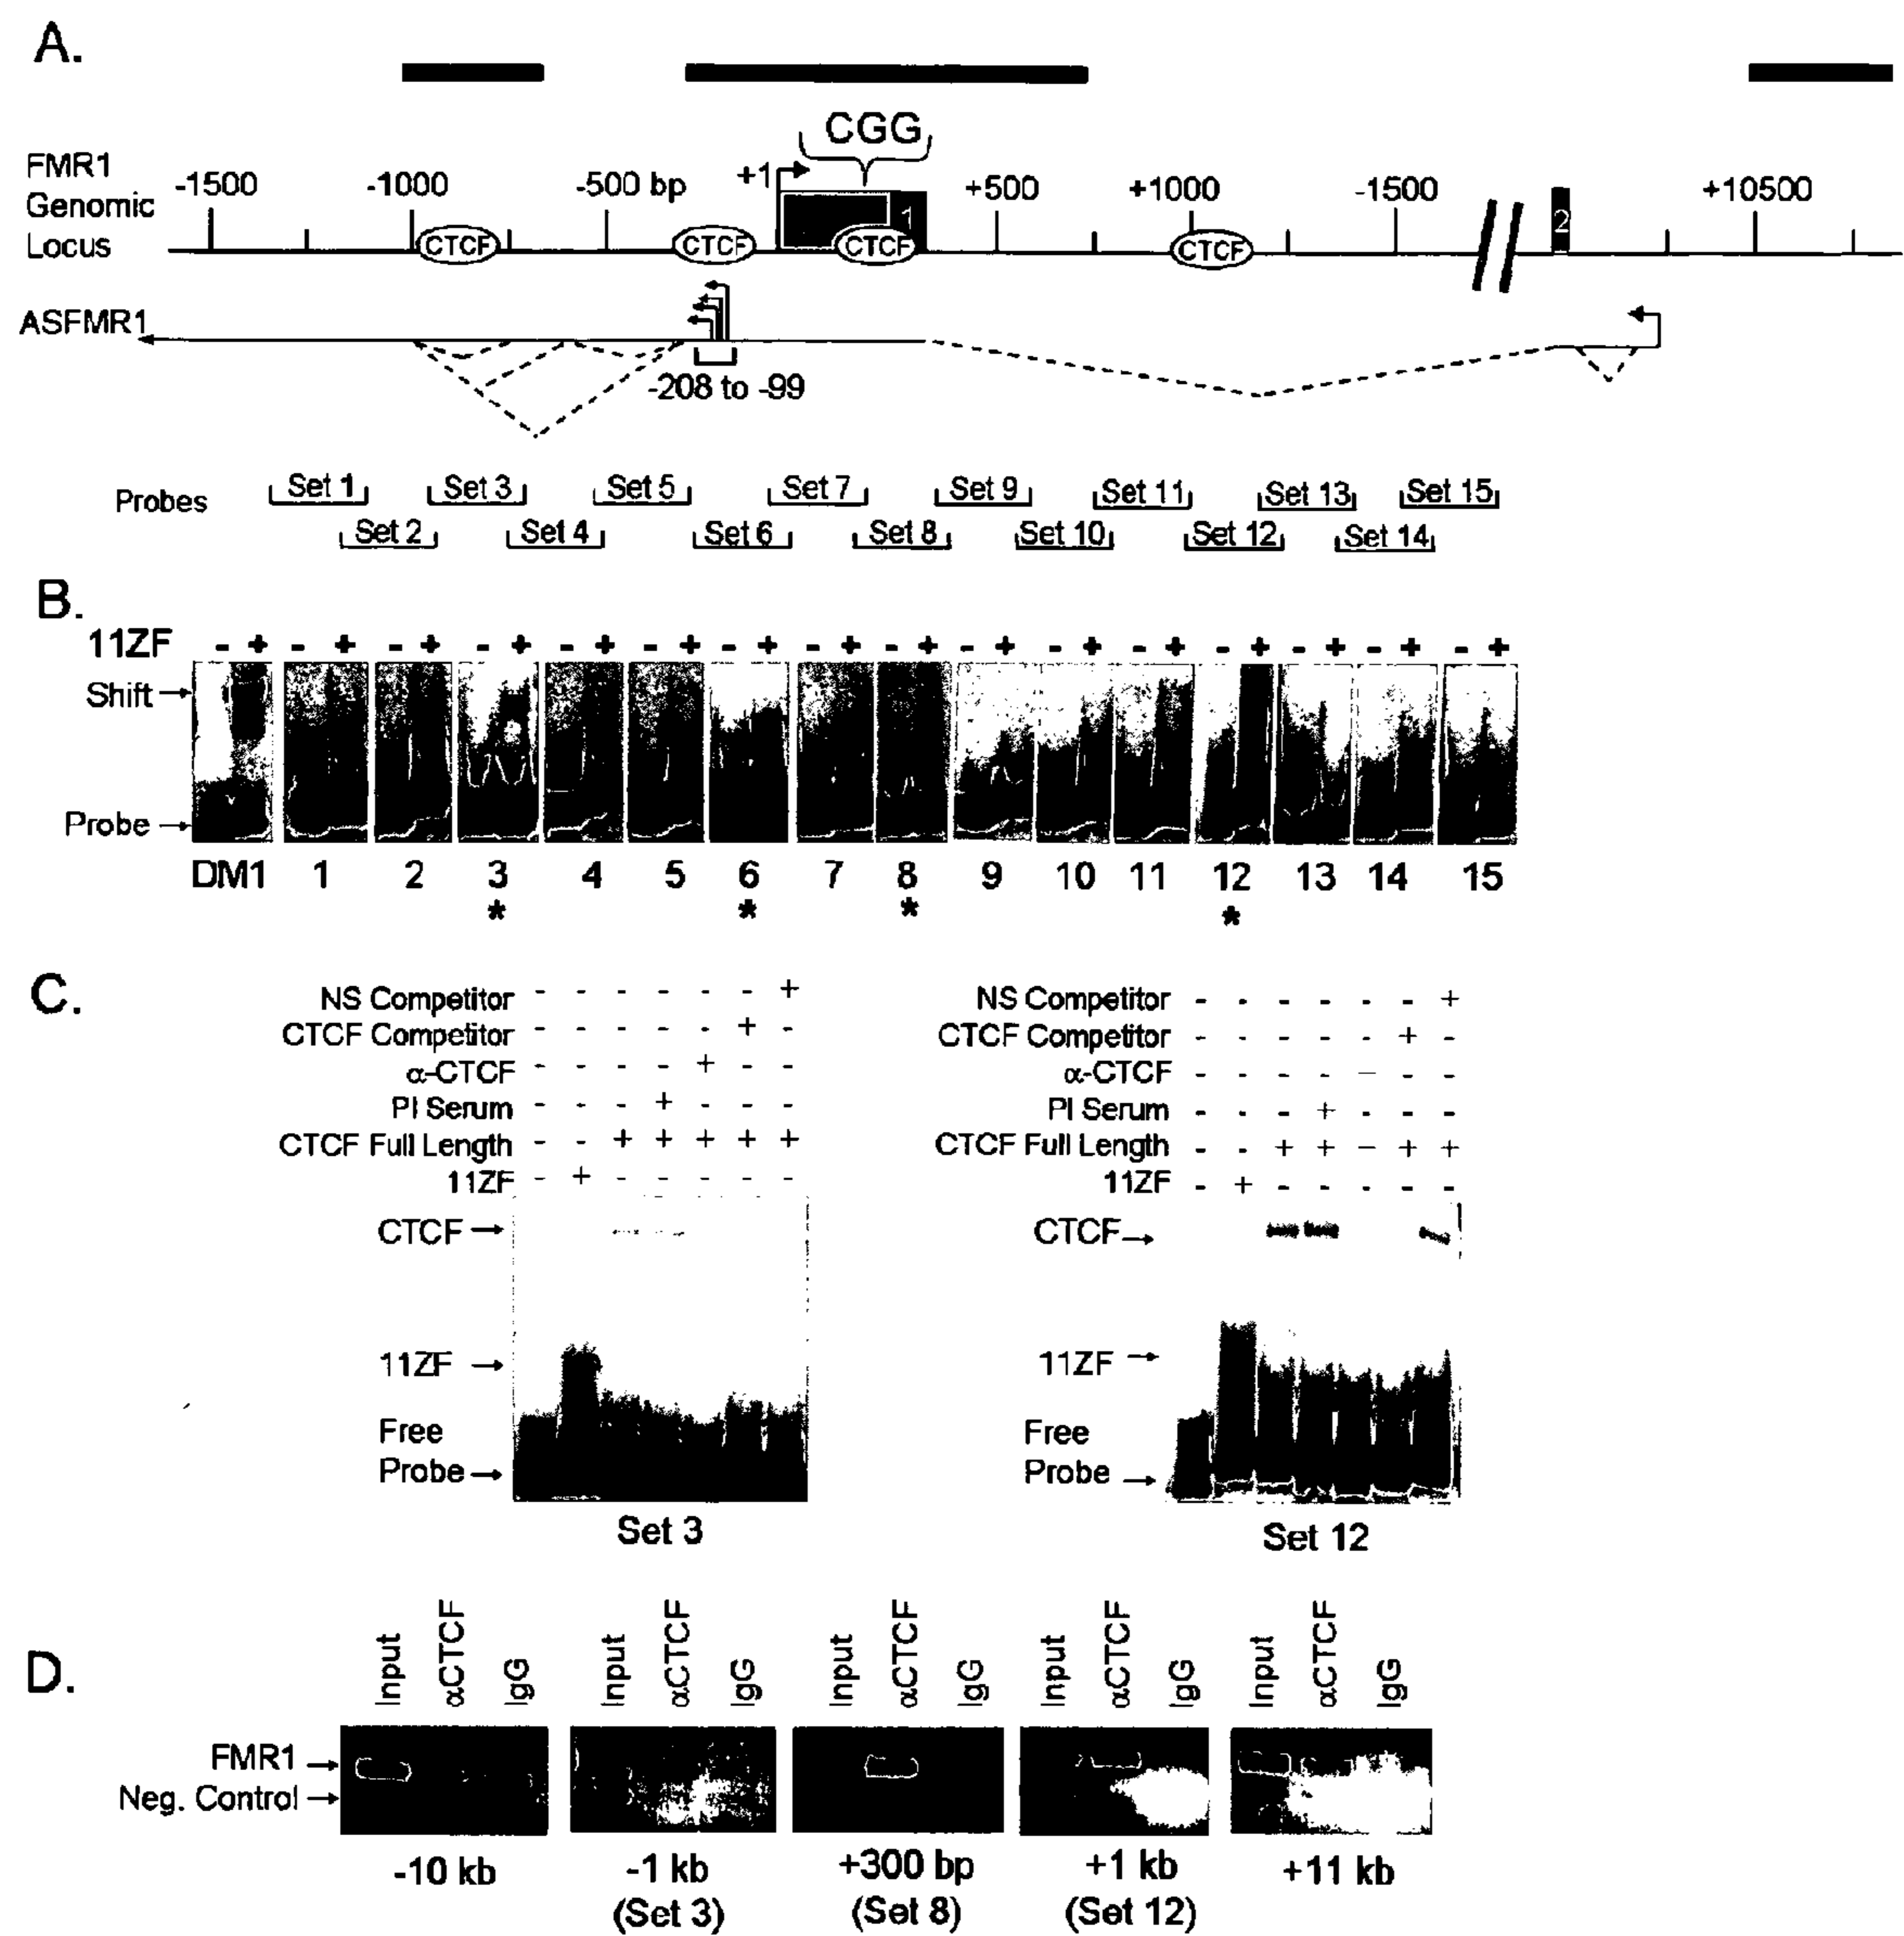 A.
CGG
FMR1
Genomic
Locus
-1500 -1000 -500 bp +1 +500 +1000 -1500 +10500
1 2
CTCF CTCF CTCF CTCF
ASFMR1
-208 to -99
Probes
Set 1 Set 3 Set 5 Set 7 Set 9 Set 11 Set 13 Set 15
Set 2 Set 4 Set 6 Set 8 Set 10 Set 12 Set 14
B.
11ZF - + - + - + - + - + - + - + - + - + - + - + - + - + - + - + - +
Shift
Probe
DM1 1 2 3 4 5 6 7 8 9 10 11 12 13 14 15
* * * *
C.
NS Competitor - - - - - - +
CTCF Competitor - - - - - + -
α-CTCF - - - - + - -
PI Serum - - - + - - -
CTCF Full Length - - + + + + +
11ZF - + - - - - -
CTCF
11ZF
Free
Probe
Set 3
NS Competitor - - - - - - +
CTCF Competitor - - - - - + -
α-CTCF - - - - - - -
PI Serum - - - + - - -
CTCF Full Length - - + + - + +
11ZF - + - - - - -
CTCF
11ZF
Free
Probe
Set 12
D.
Input αCTCF IgG Input αCTCF IgG Input αCTCF IgG Input αCTCF IgG Input αCTCF IgG
FMR1
Neg. Control
-10 kb -1 kb +300 bp +1 kb +11 kb
(Set 3) (Set 8) (Set 12)